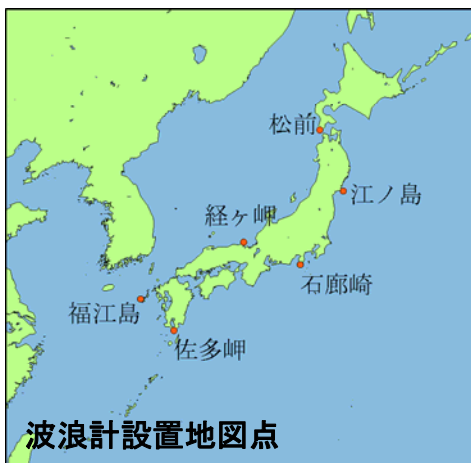 松前
江ノ島
経ヶ岬
石廊崎
福江島
佐多岬
波浪計設置地図点